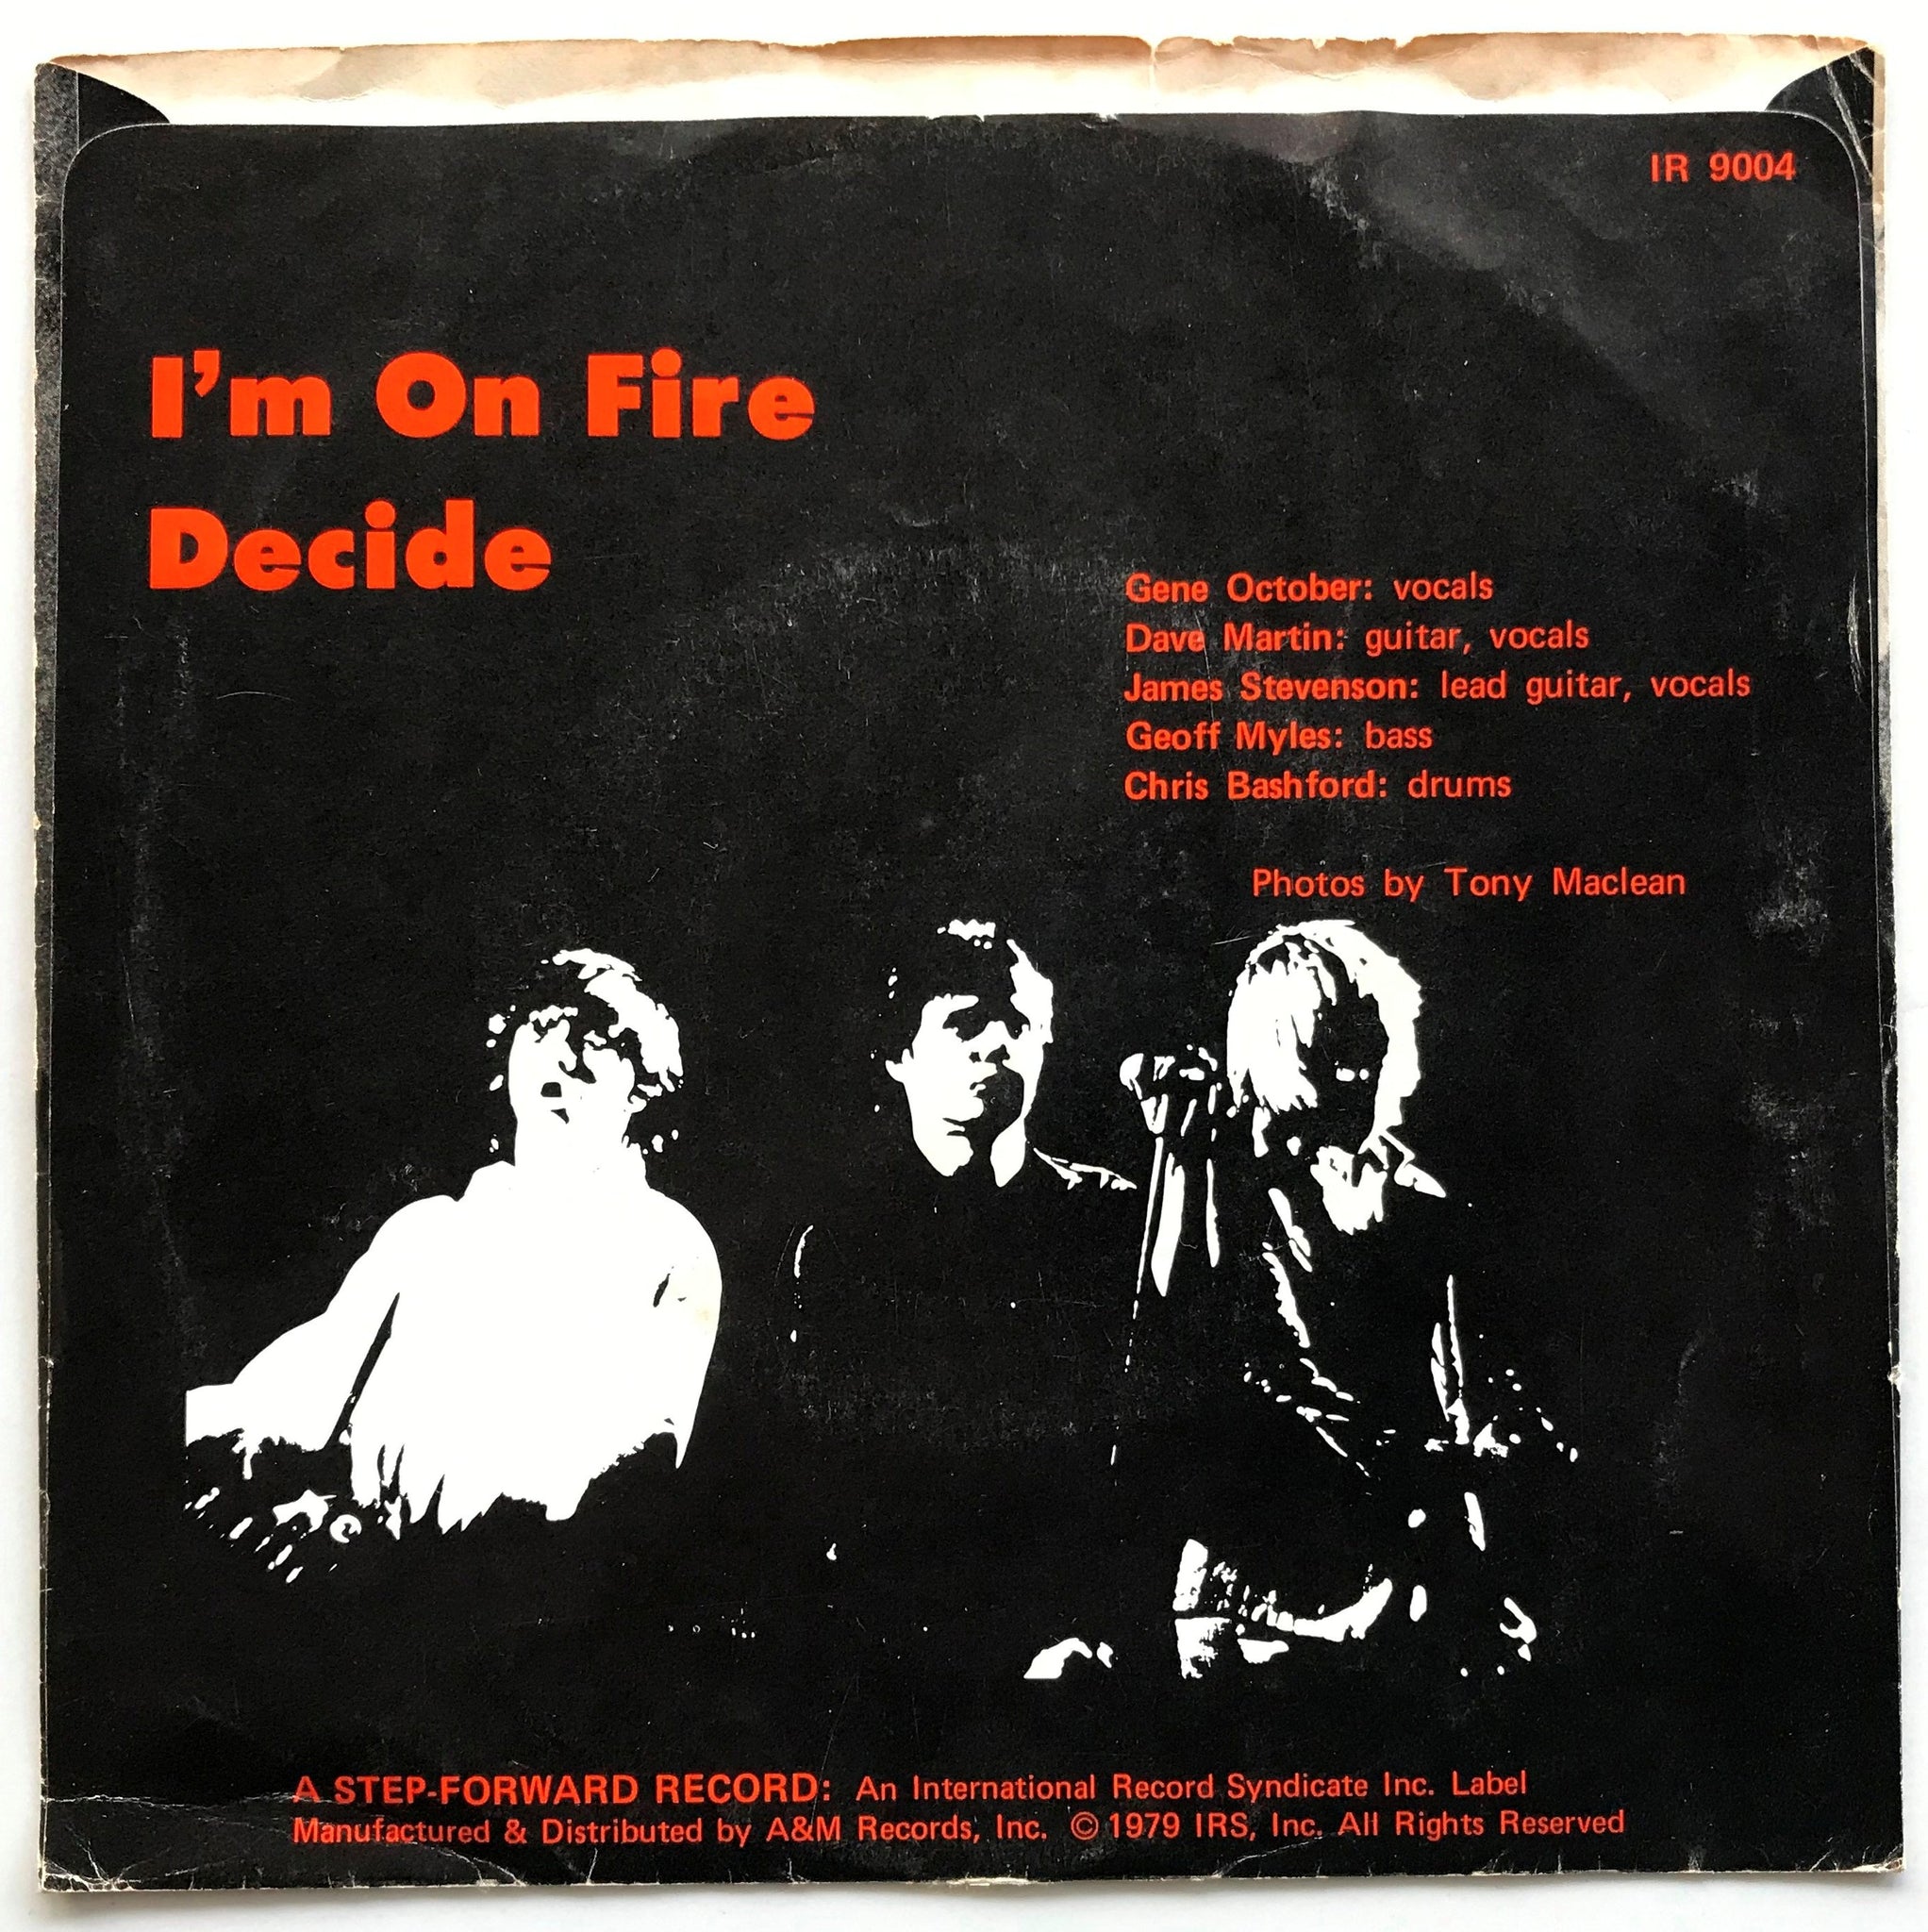 IR 9004
I'm On Fire
Decide
Gene October: vocals
Dave Martin: guitar, vocals
James Stevenson: lead guitar, vocals
Geoff Myles: bass
Chris Bashford: drums
Photos by Tony Maclean
A STEP-FORWARD RECORD: An International Record Syndicate Inc. Label
Manufactured & Distributed by A&M Records, Inc. © 1979 IRS, Inc. All Rights Reserved